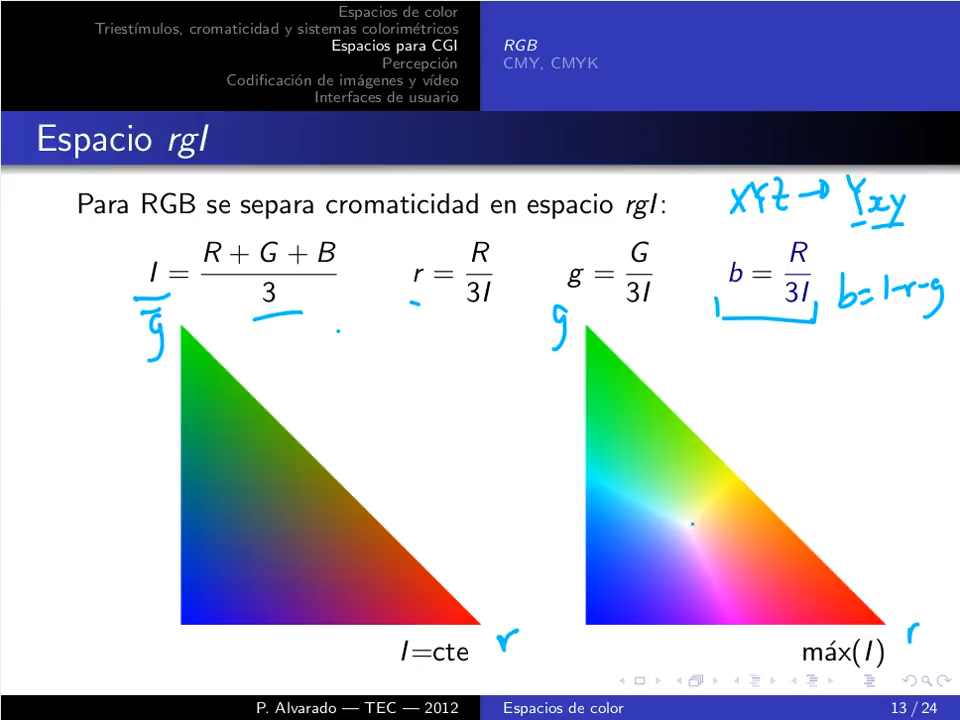 Espacios de color
Triestímulos, cromaticidad y sistemas colorimétricos
Espacios para CGI
Percepción
Codificación de imágenes y vídeo
Interfaces de usuario
RGB
CMY, CMYK
Espacio rgI
Para RGB se separa cromaticidad en espacio rgI:
XYZ → Yxy
I = (R + G + B)/3 r = R/3I g = G/3I b = R/3I
b = 1-r-g
g
g
r
r
I=cte
máx(I)
P. Alvarado — TEC — 2012
Espacios de color
13 / 24